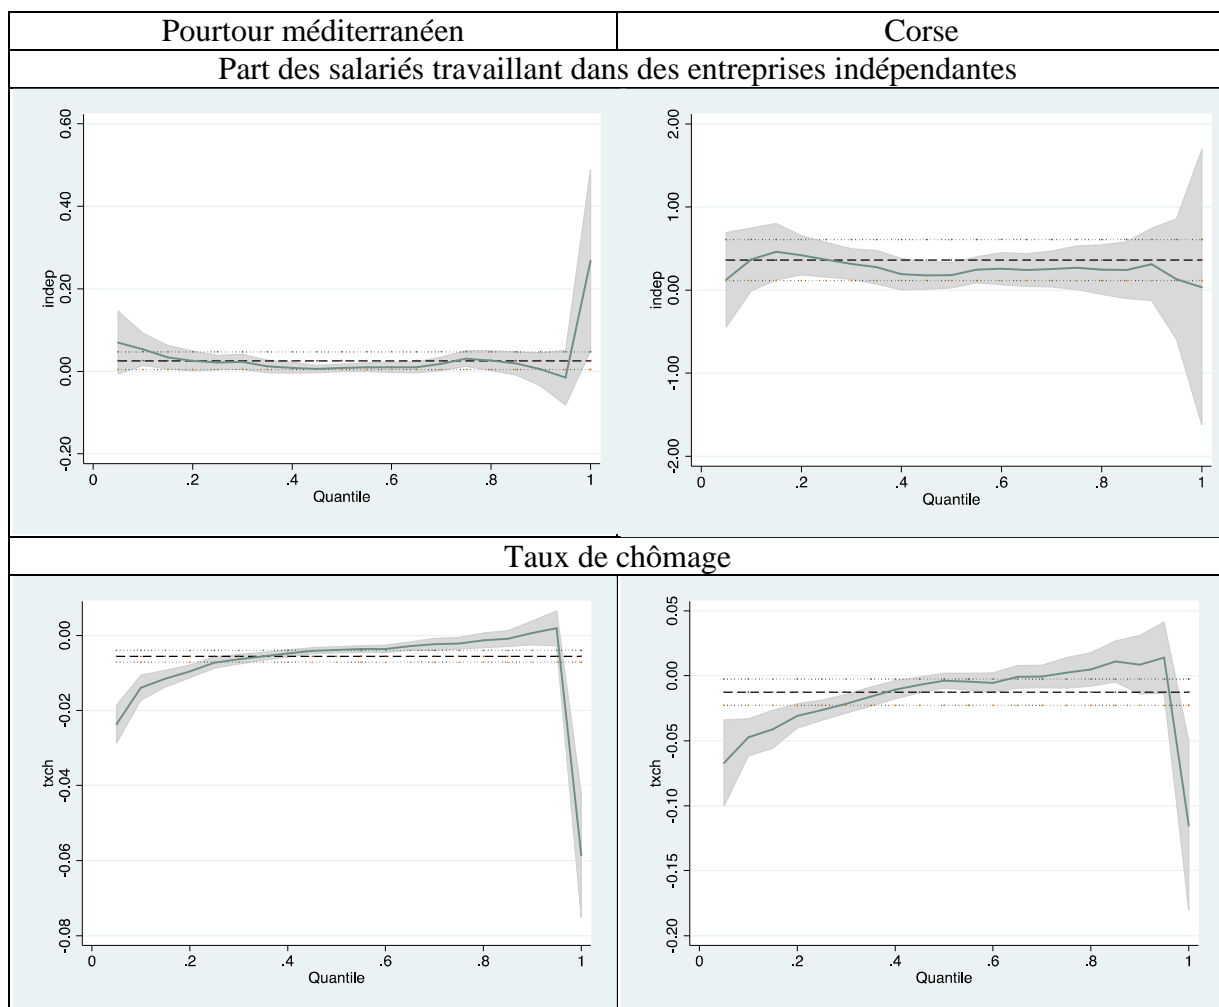 Pourtour méditerranéen
Corse
Part des salariés travaillant dans des entreprises indépendantes
indep
0.60
0.40
0.20
0.00
-0.20
0 .2 .4 .6 .8 1
Quantile
indep
2.00
1.00
0.00
-1.00
-2.00
0 .2 .4 .6 .8 1
Quantile
Taux de chômage
txch
0.00
-0.02
-0.04
-0.06
-0.08
0 .2 .4 .6 .8 1
Quantile
txch
0.05
0.00
-0.05
-0.10
-0.15
-0.20
0 .2 .4 .6 .8 1
Quantile